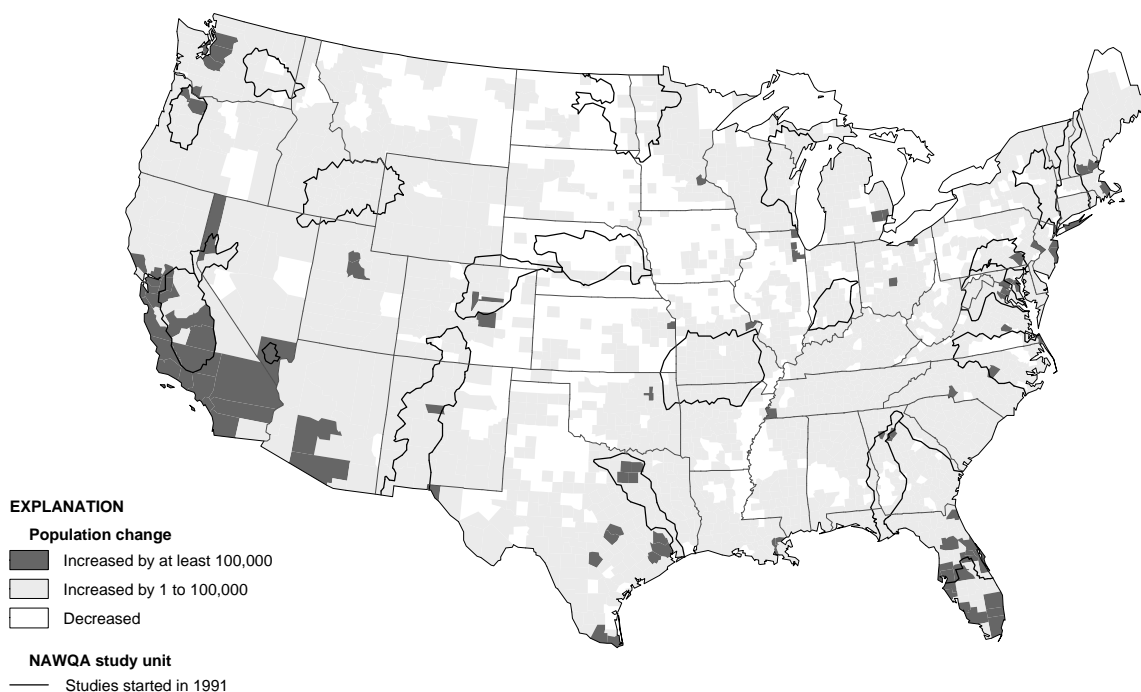 EXPLANATION
Population change
Increased by at least 100,000
Increased by 1 to 100,000
Decreased
NAWQA study unit
Studies started in 1991